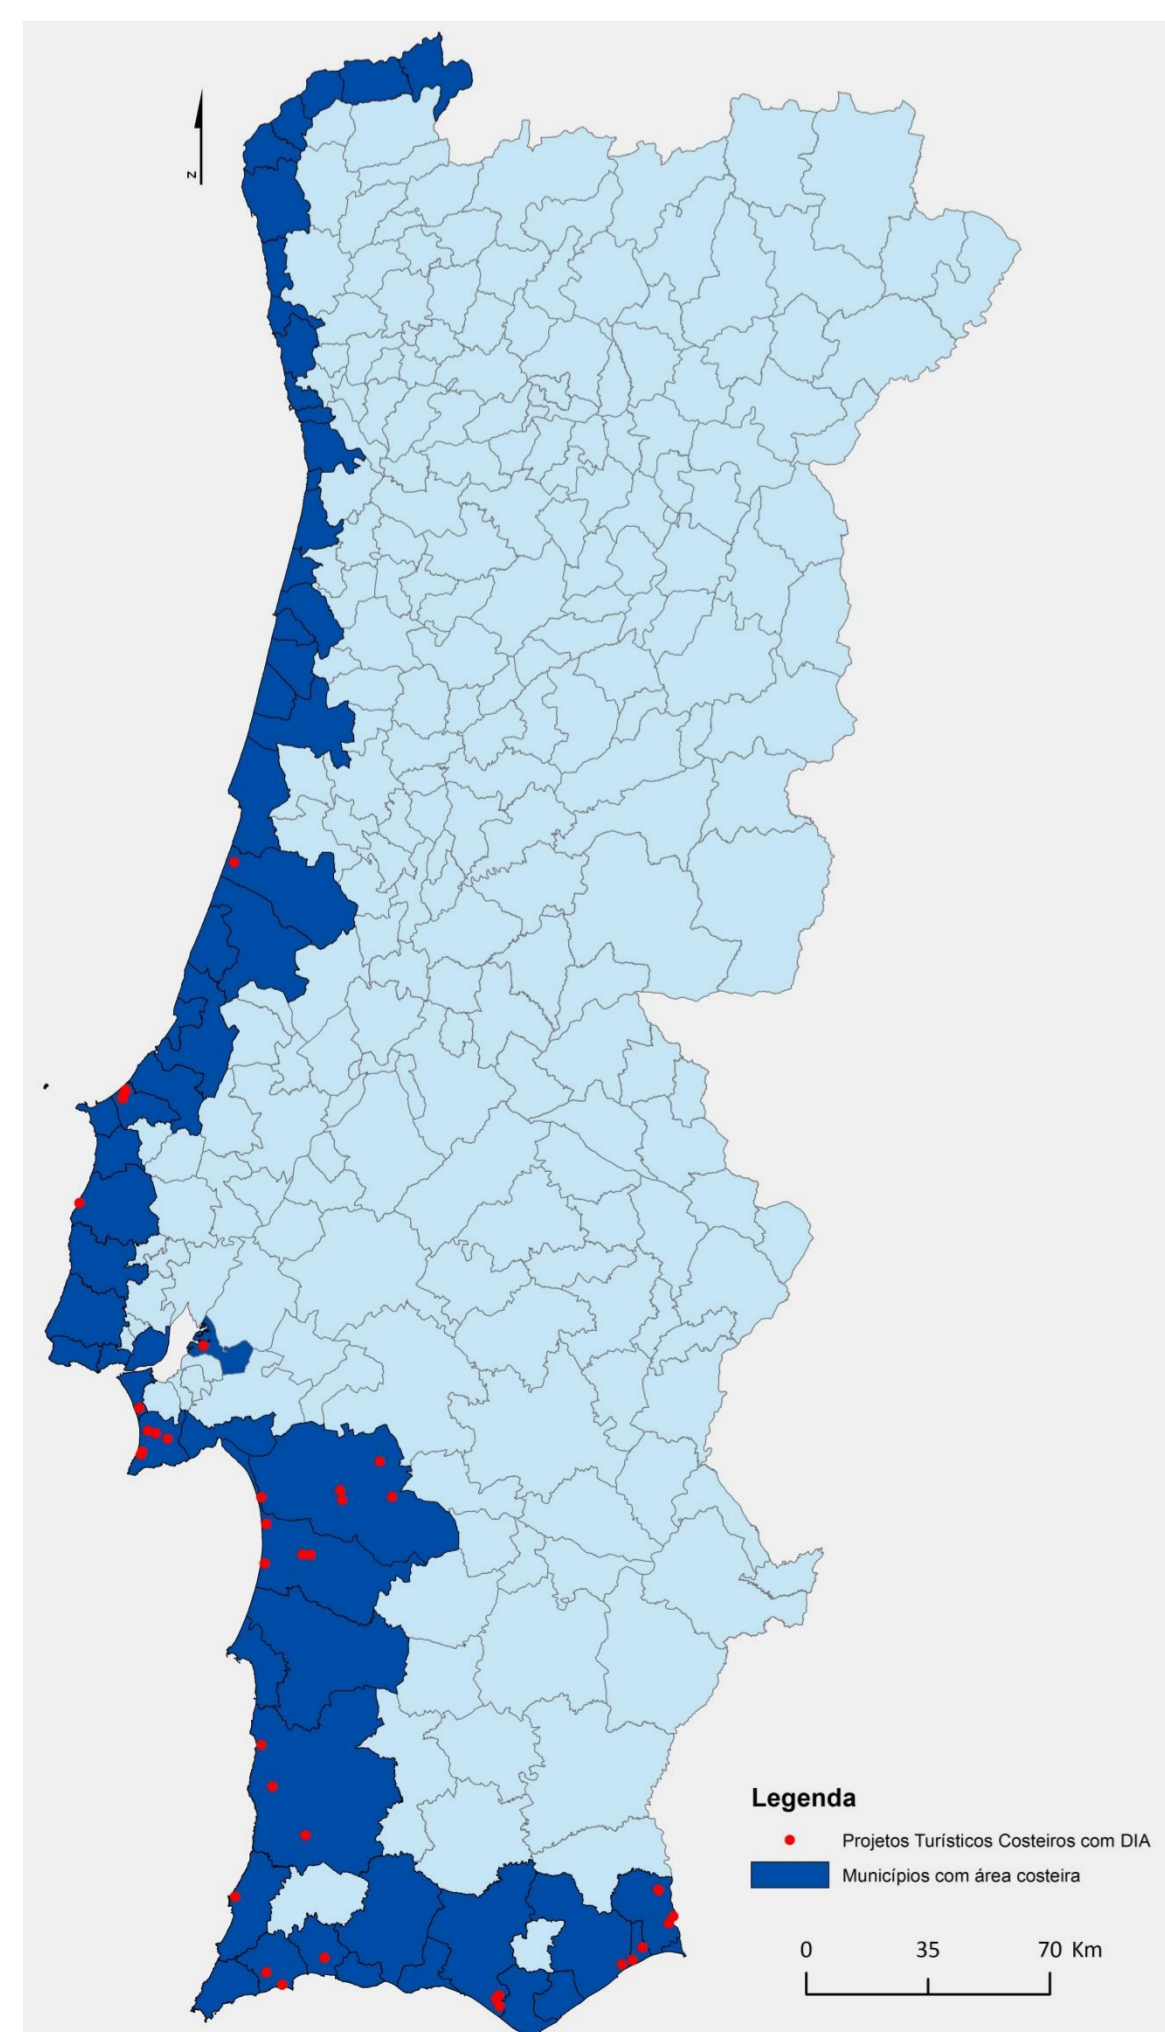 N
Legenda
Projetos Turísticos Costeiros com DIA
Municípios com área costeira
0 35 70 Km